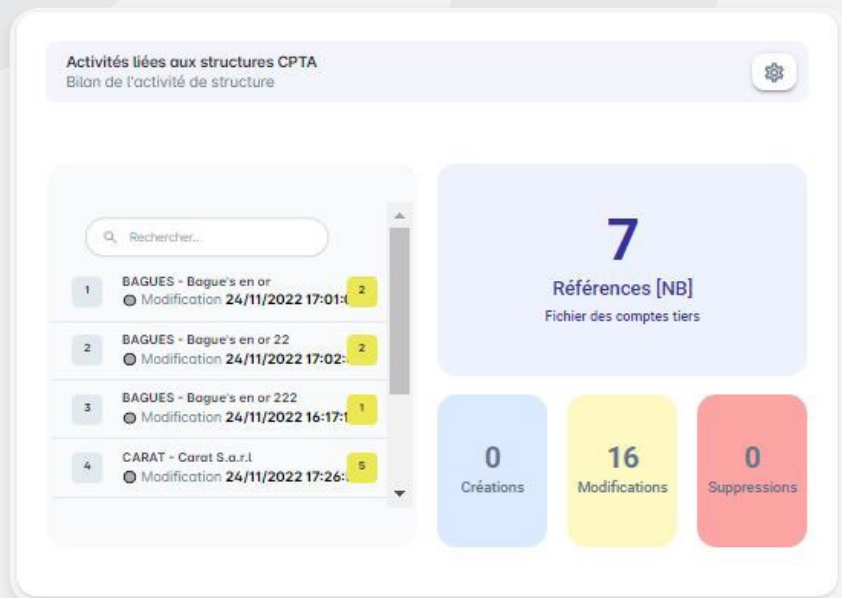 Activités liées aux structures CPTA
Bilan de l'activité de structure
Rechercher..
1
BAGUES - Bague's en or
Modification 24/11/2022 17:01:
2
2
BAGUES - Bague's en or 22
Modification 24/11/2022 17:02:
2
3
BAGUES - Bague's en or 222
Modification 24/11/2022 16:17:1
1
4
CARAT - Carat S.a.r.l
Modification 24/11/2022 17:26:
5
7
Références [NB]
Fichier des comptes tiers
0
Créations
16
Modifications
0
Suppressions